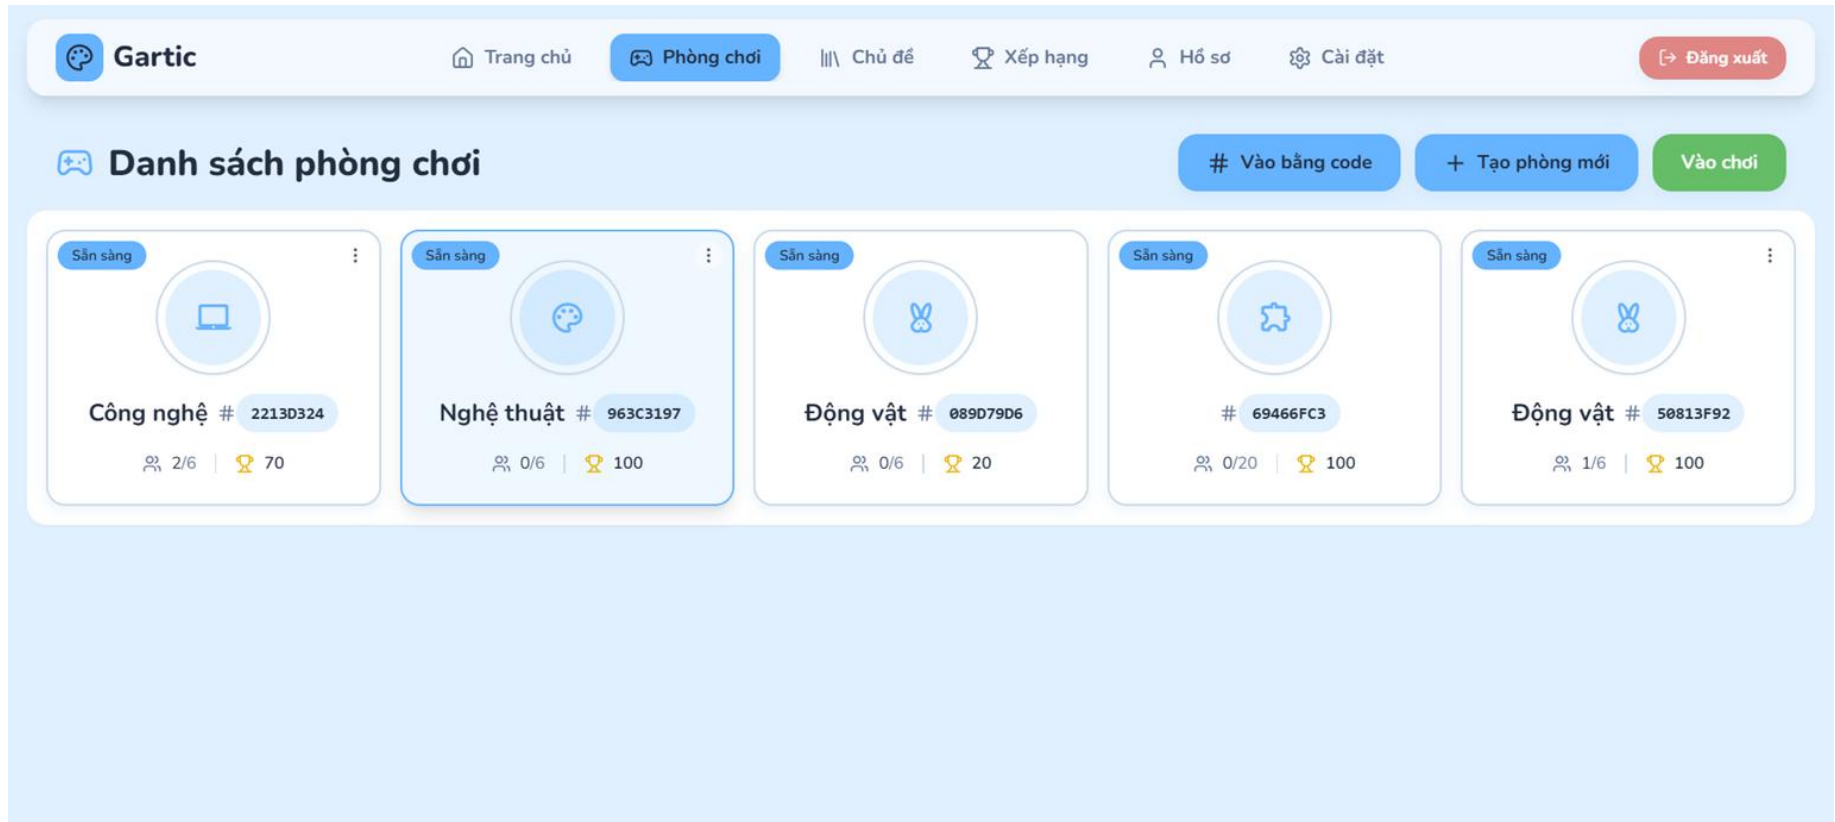 Gartic
Trang chủ
Phòng chơi
Chủ đề
Xếp hạng
Hồ sơ
Cài đặt
Đăng xuất
Danh sách phòng chơi
# Vào bằng code
+ Tạo phòng mới
Vào chơi
Sẵn sàng
Công nghệ # 2213D324
2/6 | 70
Sẵn sàng
Nghệ thuật # 963C3197
0/6 | 100
Sẵn sàng
Động vật # 089D79D6
0/6 | 20
Sẵn sàng
# 69466FC3
0/20 | 100
Sẵn sàng
Động vật # 50813F92
1/6 | 100